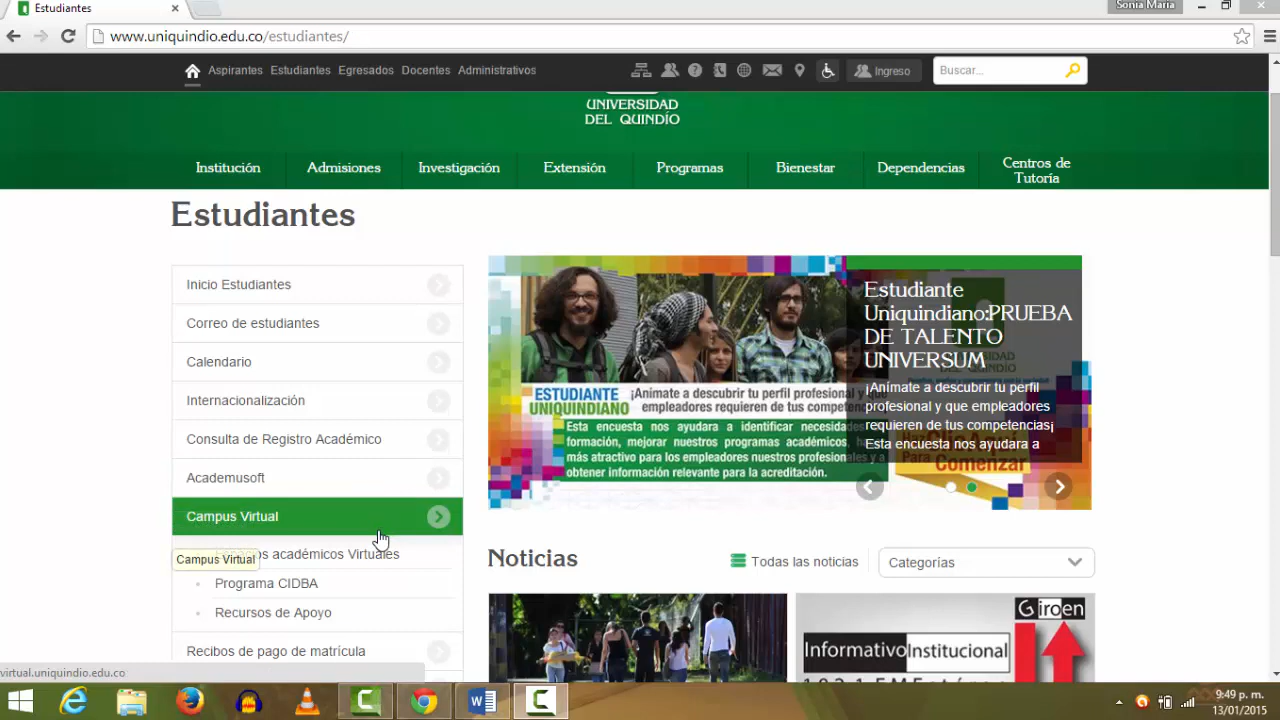 Estudiantes
Sonia Maria
www.uniquindio.edu.co/estudiantes/
Aspirantes Estudiantes Egresados Docentes Administrativos
Ingreso
Buscar...
UNIVERSIDAD
DEL QUINDÍO
Institución Admisiones Investigación Extensión Programas Bienestar Dependencias Centros de
Tutoría
Estudiantes
Inicio Estudiantes
Correo de estudiantes
Calendario
Internacionalización
Consulta de Registro Académico
Academusoft
Campus Virtual
Campus Virtual
académicos Virtuales
Programa CIDBA
Recursos de Apoyo
Recibos de pago de matrícula
virtual.uniquindio.edu.co
ESTUDIANTE
UNIQUINDIANO
¡Anímate a descubrir tu perfil profesional y
empleadores requieren de tus
Esta encuesta nos ayudara a identificar
formación, mejorar nuestros programas académicos,
más atractivo para los empleadores nuestros profesionales y a
obtener información relevante para la acreditación.
Estudiante
Uniquindiano:PRUEBA
DE TALENTO
UNIVERSUM
¡Anímate a descubrir tu perfil
profesional y que empleadores
requieren de tus competencias¡
Esta encuesta nos ayudara a
Clic Aquí
Para Comenzar
Noticias
Todas las noticias
Categorías
Giroen
Informativo Institucional
9:49 p. m.
13/01/2015